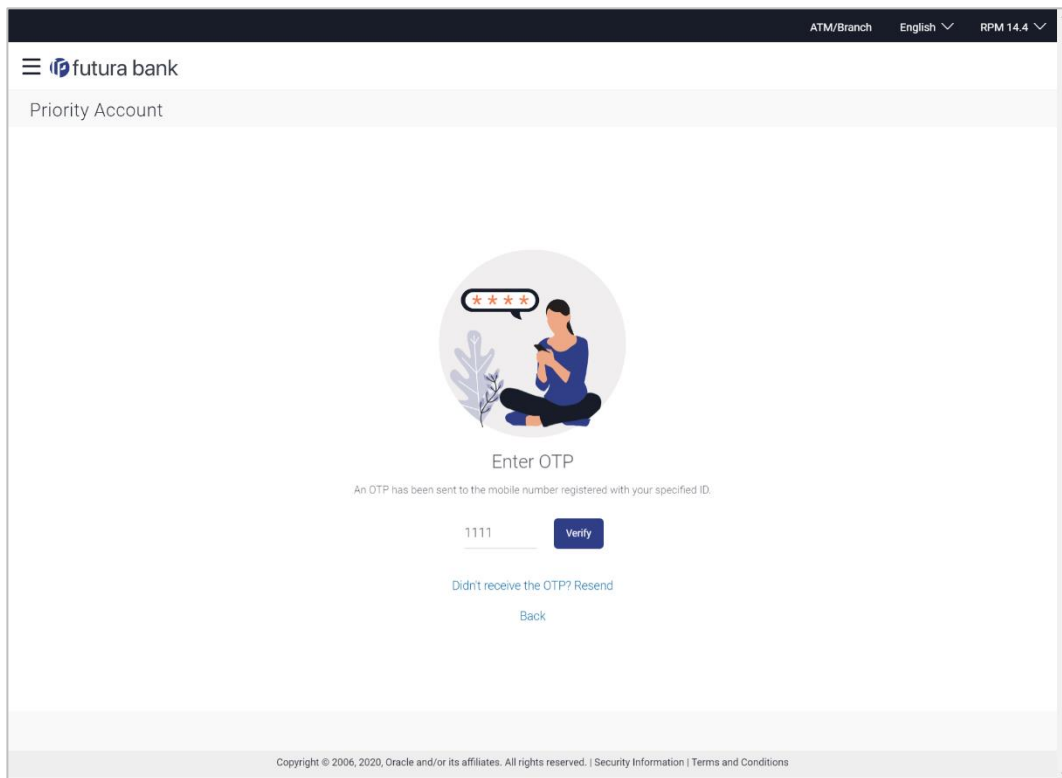 ATM/Branch English RPM 14.4
futura bank
Priority Account
****
Enter OTP
An OTP has been sent to the mobile number registered with your specified ID.
1111 Verify
Didn't receive the OTP? Resend
Back
Copyright © 2006, 2020, Oracle and/or its affiliates. All rights reserved. | Security Information | Terms and Conditions